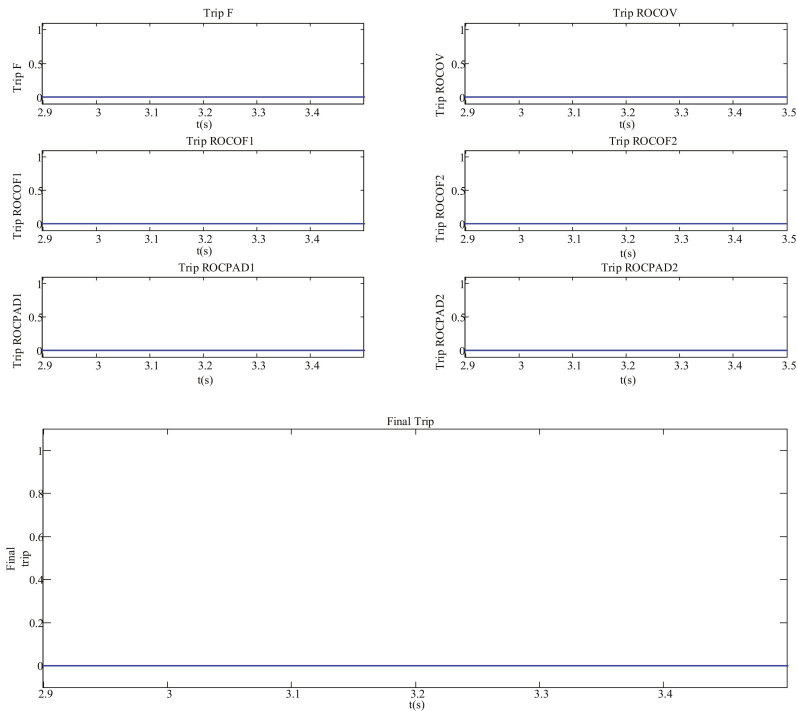 Trip F
Trip F
1
0.5
0
2.9 3 3.1 3.2 3.3 3.4
t(s)
Trip ROCOV
Trip ROCOV
1
0.5
0
2.9 3 3.1 3.2 3.3 3.4 3.5
t(s)
Trip ROCOF1
Trip ROCOF1
1
0.5
0
2.9 3 3.1 3.2 3.3 3.4
t(s)
Trip ROCOF2
Trip ROCOF2
1
0.5
0
2.9 3 3.1 3.2 3.3 3.4 3.5
t(s)
Trip ROCPAD1
Trip ROCPAD1
1
0.5
0
2.9 3 3.1 3.2 3.3 3.4
t(s)
Trip ROCPAD2
Trip ROCPAD2
1
0.5
0
2.9 3 3.1 3.2 3.3 3.4 3.5
t(s)
Final Trip
Final
trip
1
0.8
0.6
0.4
0.2
0
2.9 3 3.1 3.2 3.3 3.4
t(s)